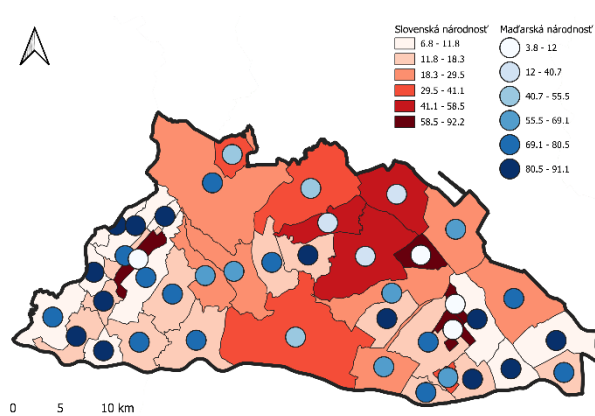 Slovenská národnosť
6.8 - 11.8
11.8 - 18.3
18.3 - 29.5
29.5 - 41.1
41.1 - 58.5
58.5 - 92.2
Maďarská národnosť
3.8 - 12
12 - 40.7
40.7 - 55.5
55.5 - 69.1
69.1 - 80.5
80.5 - 91.1
0 5 10 km